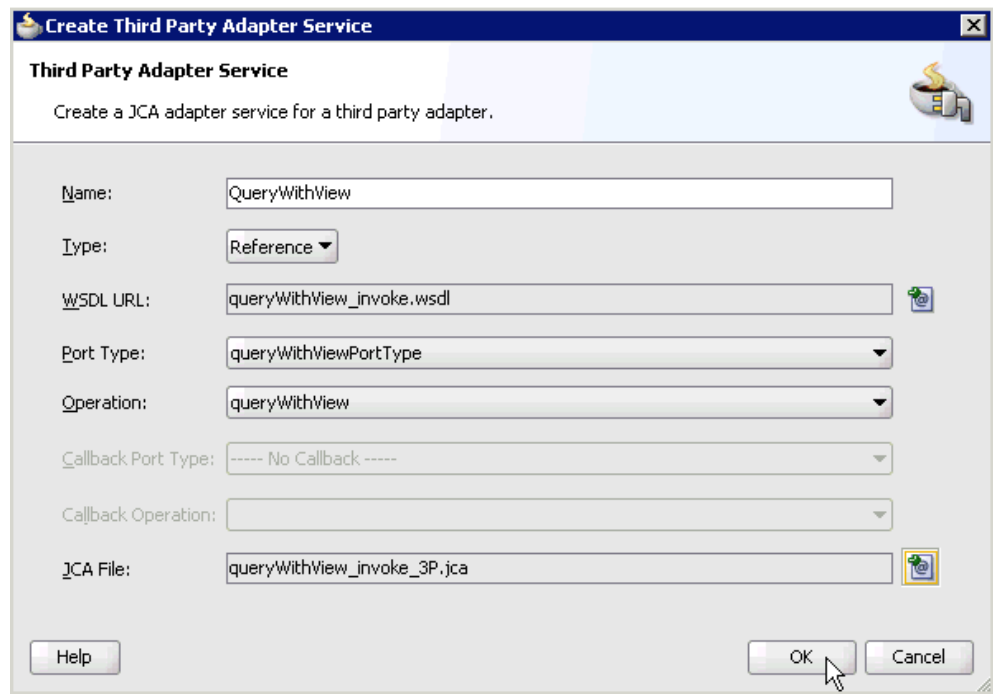 Create Third Party Adapter Service
Third Party Adapter Service
Create a JCA adapter service for a third party adapter.
Name: QueryWithView
Type: Reference
WSDL URL: queryWithView_invoke.wsdl
Port Type: queryWithViewPortType
Operation: queryWithView
Callback Port Type: ----- No Callback -----
Callback Operation:
JCA File: queryWithView_invoke_3P.jca
Help OK Cancel